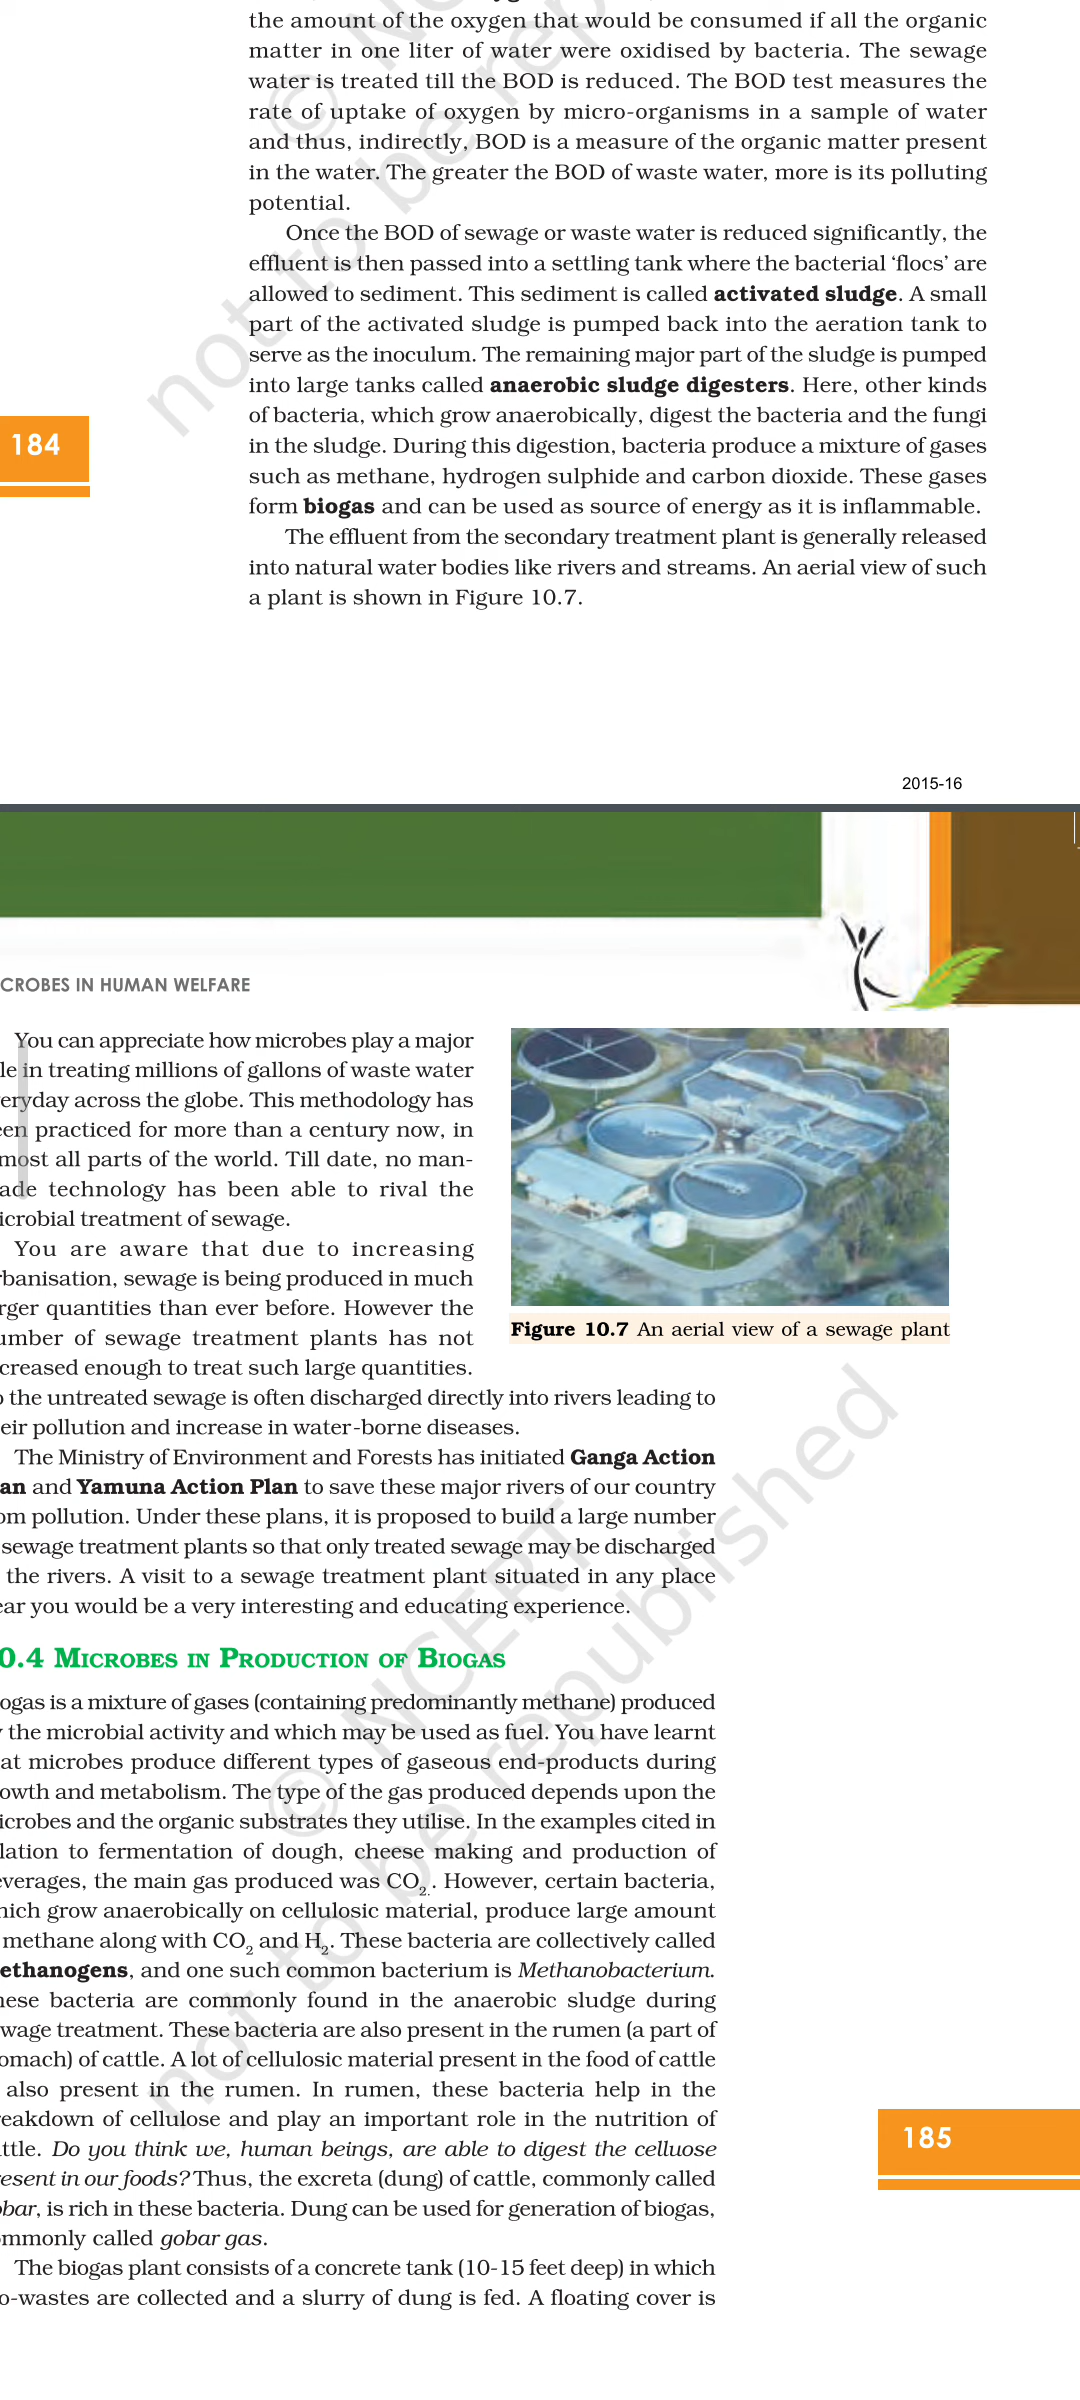 the amount of the oxygen that would be consumed if all the organic
matter in one liter of water were oxidised by bacteria. The sewage
water is treated till the BOD is reduced. The BOD test measures the
rate of uptake of oxygen by micro-organisms in a sample of water
and thus, indirectly, BOD is a measure of the organic matter present
in the water. The greater the BOD of waste water, more is its polluting
potential.
Once the BOD of sewage or waste water is reduced significantly, the
effluent is then passed into a settling tank where the bacterial ‘flocs’ are
allowed to sediment. This sediment is called activated sludge. A small
part of the activated sludge is pumped back into the aeration tank to
serve as the inoculum. The remaining major part of the sludge is pumped
into large tanks called anaerobic sludge digesters. Here, other kinds
of bacteria, which grow anaerobically, digest the bacteria and the fungi
in the sludge. During this digestion, bacteria produce a mixture of gases
such as methane, hydrogen sulphide and carbon dioxide. These gases
form biogas and can be used as source of energy as it is inflammable.
The effluent from the secondary treatment plant is generally released
into natural water bodies like rivers and streams. An aerial view of such
a plant is shown in Figure 10.7.
184
2015-16
CROBES IN HUMAN WELFARE
You can appreciate how microbes play a major
le in treating millions of gallons of waste water
eryday across the globe. This methodology has
een practiced for more than a century now, in
most all parts of the world. Till date, no man-
ade technology has been able to rival the
icrobial treatment of sewage.
You are aware that due to increasing
rbanisation, sewage is being produced in much
rger quantities than ever before. However the
umber of sewage treatment plants has not
creased enough to treat such large quantities.
Figure 10.7 An aerial view of a sewage plant
o the untreated sewage is often discharged directly into rivers leading to
eir pollution and increase in water-borne diseases.
The Ministry of Environment and Forests has initiated Ganga Action
an and Yamuna Action Plan to save these major rivers of our country
om pollution. Under these plans, it is proposed to build a large number
sewage treatment plants so that only treated sewage may be discharged
the rivers. A visit to a sewage treatment plant situated in any place
ear you would be a very interesting and educating experience.
0.4 MICROBES IN PRODUCTION OF BIOGAS
ogas is a mixture of gases (containing predominantly methane) produced
y the microbial activity and which may be used as fuel. You have learnt
at microbes produce different types of gaseous end-products during
owth and metabolism. The type of the gas produced depends upon the
icrobes and the organic substrates they utilise. In the examples cited in
lation to fermentation of dough, cheese making and production of
everages, the main gas produced was CO₂.. However, certain bacteria,
hich grow anaerobically on cellulosic material, produce large amount
methane along with CO₂ and H₂. These bacteria are collectively called
ethanogens, and one such common bacterium is Methanobacterium.
hese bacteria are commonly found in the anaerobic sludge during
wage treatment. These bacteria are also present in the rumen (a part of
omach) of cattle. A lot of cellulosic material present in the food of cattle
also present in the rumen. In rumen, these bacteria help in the
reakdown of cellulose and play an important role in the nutrition of
attle. Do you think we, human beings, are able to digest the celluose
resent in our foods? Thus, the excreta (dung) of cattle, commonly called
obar, is rich in these bacteria. Dung can be used for generation of biogas,
ommonly called gobar gas.
The biogas plant consists of a concrete tank (10-15 feet deep) in which
o-wastes are collected and a slurry of dung is fed. A floating cover is
185
© NCERT
not to be republished